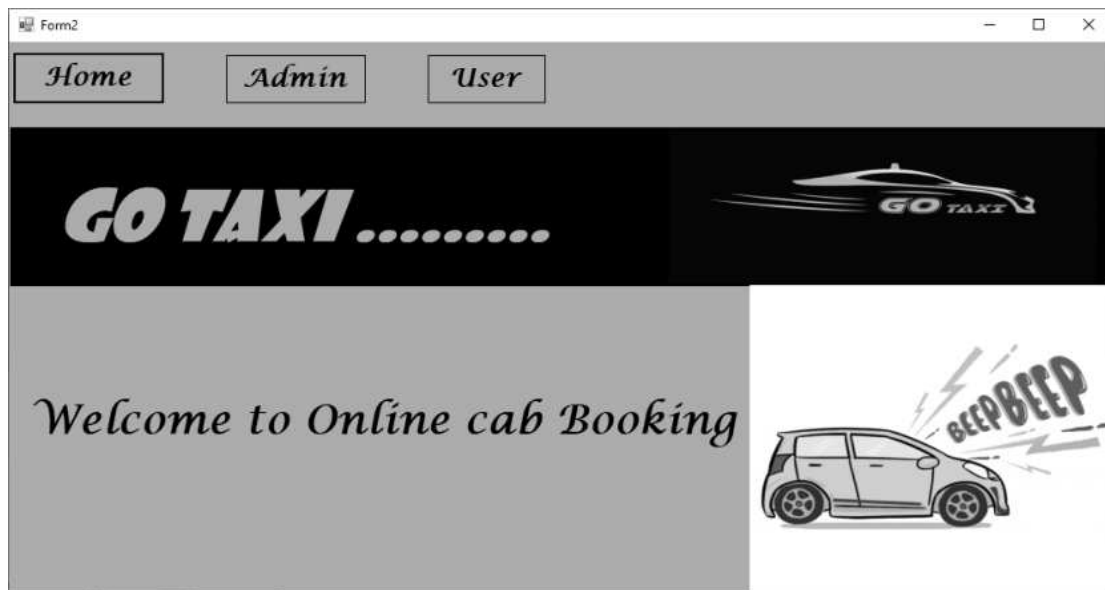 Form2
Home Admin User
GO TAXI .........
GO TAXI
Welcome to Online cab Booking
BEEP BEEP